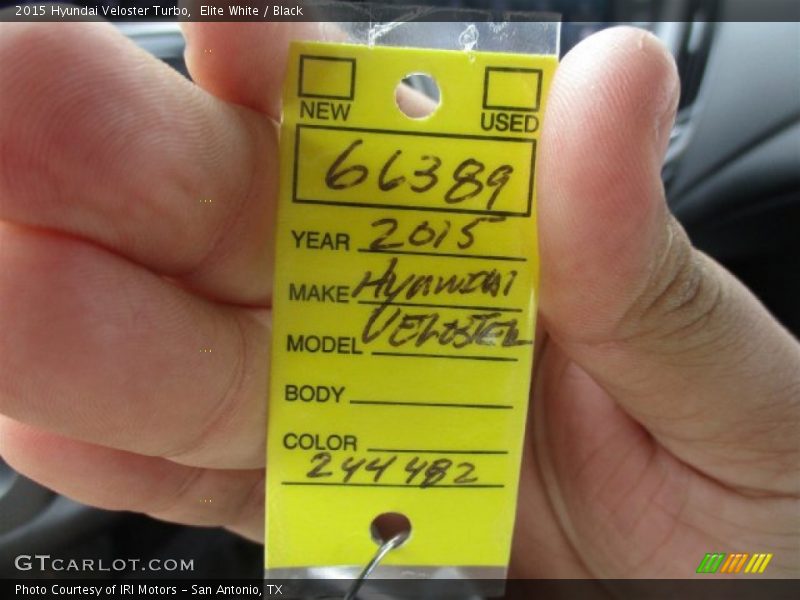 2015 Hyundai Veloster Turbo, Elite White / Black
NEW USED
66389
YEAR 2015
MAKE Hyundai
MODEL VELOSTER
BODY
COLOR
244482
GTCARLOT.COM
Photo Courtesy of IRI Motors - San Antonio, TX